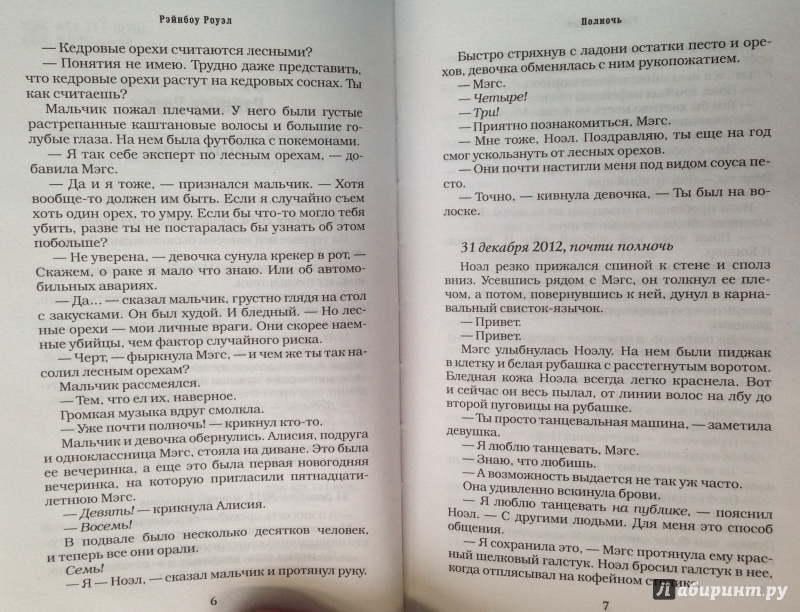 Рэйнбоу Роуэл
— Кедровые орехи считаются лесными?
— Понятия не имею. Трудно даже представить,
что кедровые орехи растут на кедровых соснах. Ты
как считаешь?
Мальчик пожал плечами. У него были густые
растрепанные каштановые волосы и большие го-
лубые глаза. На нем была футболка с покемонами.
— Я так себе эксперт по лесным орехам, — до-
бавила Мэгс.
— Да и я тоже, — признался мальчик. — Хотя
вообще-то должен им быть. Если я случайно съем
хоть один орех, то умру. Если бы что-то могло тебя
убить, разве ты не постаралась бы узнать об этом
побольше?
— Не уверена, — девочка сунула крекер в рот, —
Скажем, о раке я мало что знаю. Или об автомо-
бильных авариях.
— Да... — сказал мальчик, грустно глядя на стол
с закусками. Он был худой. И бледный. — Но лес-
ные орехи — мои личные враги. Они скорее наем-
ные убийцы, чем фактор случайного риска.
— Черт, — фыркнула Мэгс, — и чем же ты так на-
солил лесным орехам?
Мальчик рассмеялся.
— Тем, что ел их, наверное.
Громкая музыка вдруг смолкла.
— Уже почти полночь! — крикнул кто-то.
Мальчик и девочка обернулись. Алисия, подруга
и одноклассница Мэгс, стояла на диване. Это была
ее вечеринка, а еще это была первая новогодняя
вечеринка, на которую пригласили пятнадцати-
летнюю Мэгс.
— Девять! — крикнула Алисия.
— Восемь!
В подвале было несколько десятков человек,
и теперь все они орали.
Семь!
— Я — Ноэл, — сказал мальчик и протянул руку.
6
Полночь
Быстро стряхнув с ладони остатки песто и оре-
хов, девочка обменялась с ним рукопожатием.
— Мэгс.
— Четыре!
— Три!
— Приятно познакомиться, Мэгс.
— Мне тоже, Ноэл. Поздравляю, ты еще на год
смог ускользнуть от лесных орехов.
— Они почти настигли меня под видом соуса пе-
сто.
— Точно, — кивнула девочка, — Ты был на во-
лоске.
31 декабря 2012, почти полночь
Ноэл резко прижался спиной к стене и сполз
вниз. Усевшись рядом с Мэгс, он толкнул ее пле-
чом, а потом, повернувшись к ней, дунул в карна-
вальный свисток-язычок.
— Привет.
— Привет.
Мэгс улыбнулась Ноэлу. На нем были пиджак
в клетку и белая рубашка с расстегнутым воротом.
Бледная кожа Ноэла всегда легко краснела. Вот
и сейчас он весь пылал, от линии волос на лбу до
второй пуговицы на рубашке.
— Ты просто танцевальная машина, — заметила
девушка.
— Я люблю танцевать, Мэгс.
— Знаю, что любишь.
— А возможность выдается не так уж часто.
Она удивленно вскинула брови.
— Я люблю танцевать на публике, — пояснил
Ноэл. — С другими людьми. Для меня это способ
общения.
— Я сохранила это, — Мэгс протянула ему крас-
ный шелковый галстук. Ноэл бросил галстук в нее,
когда отплясывал на кофейном
7
Лабиринт.ру